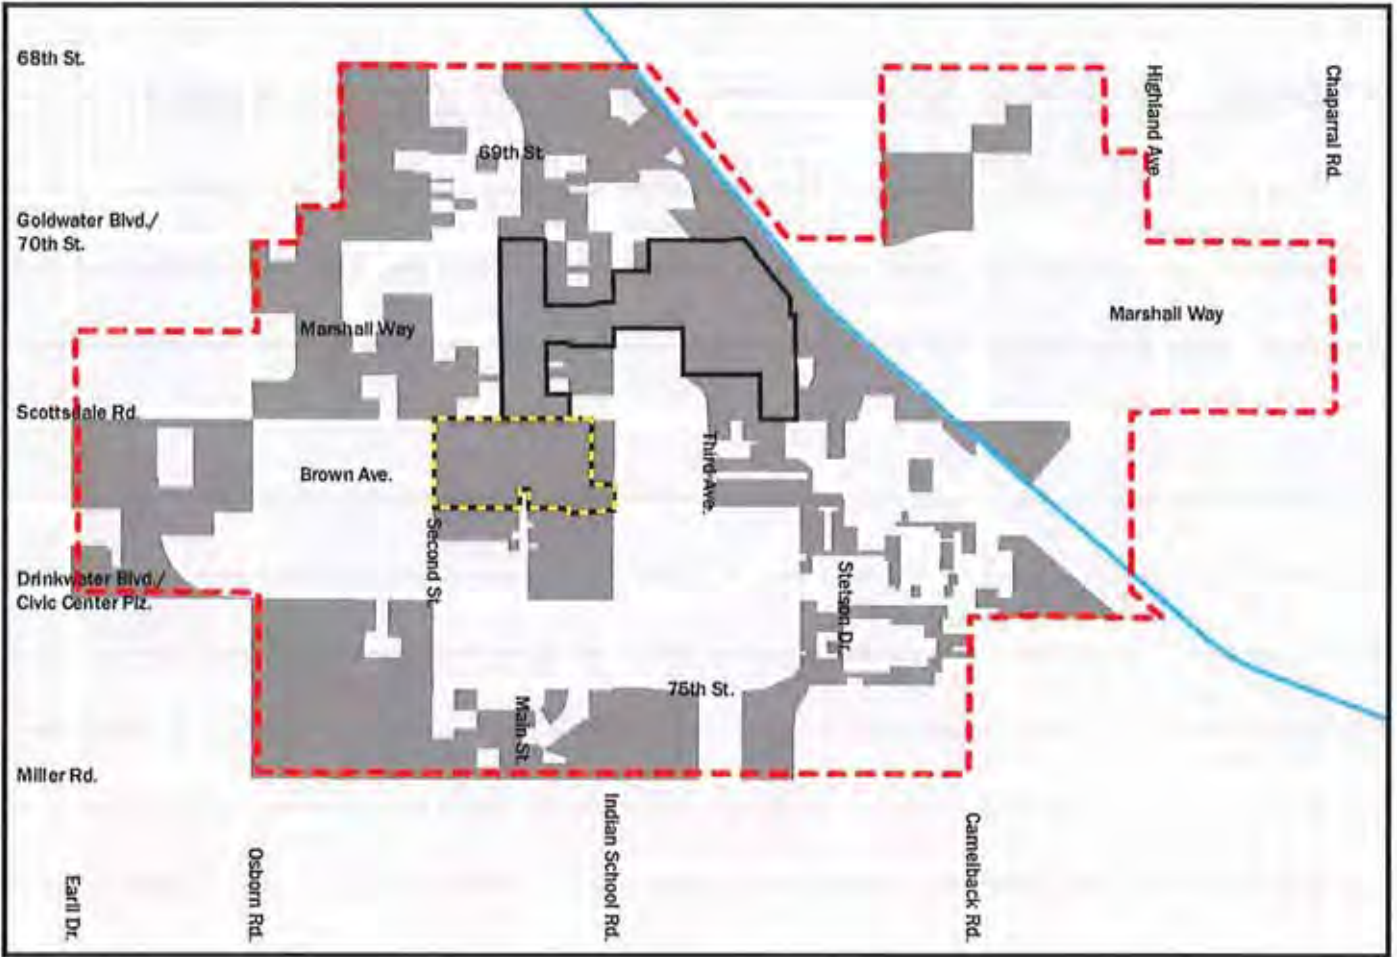 68th St.
Highland Ave
Chaparral Rd.
69th St.
Goldwater Blvd./
70th St.
Marshall Way
Marshall Way
Scottsdale Rd
Third Ave.
Brown Ave.
Second St.
Drinkwater Blvd./
Civic Center Plz.
Stetson Dr.
75th St.
Main St.
Miller Rd.
Indian School Rd.
Camelback Rd.
Osborn Rd.
Earll Dr.